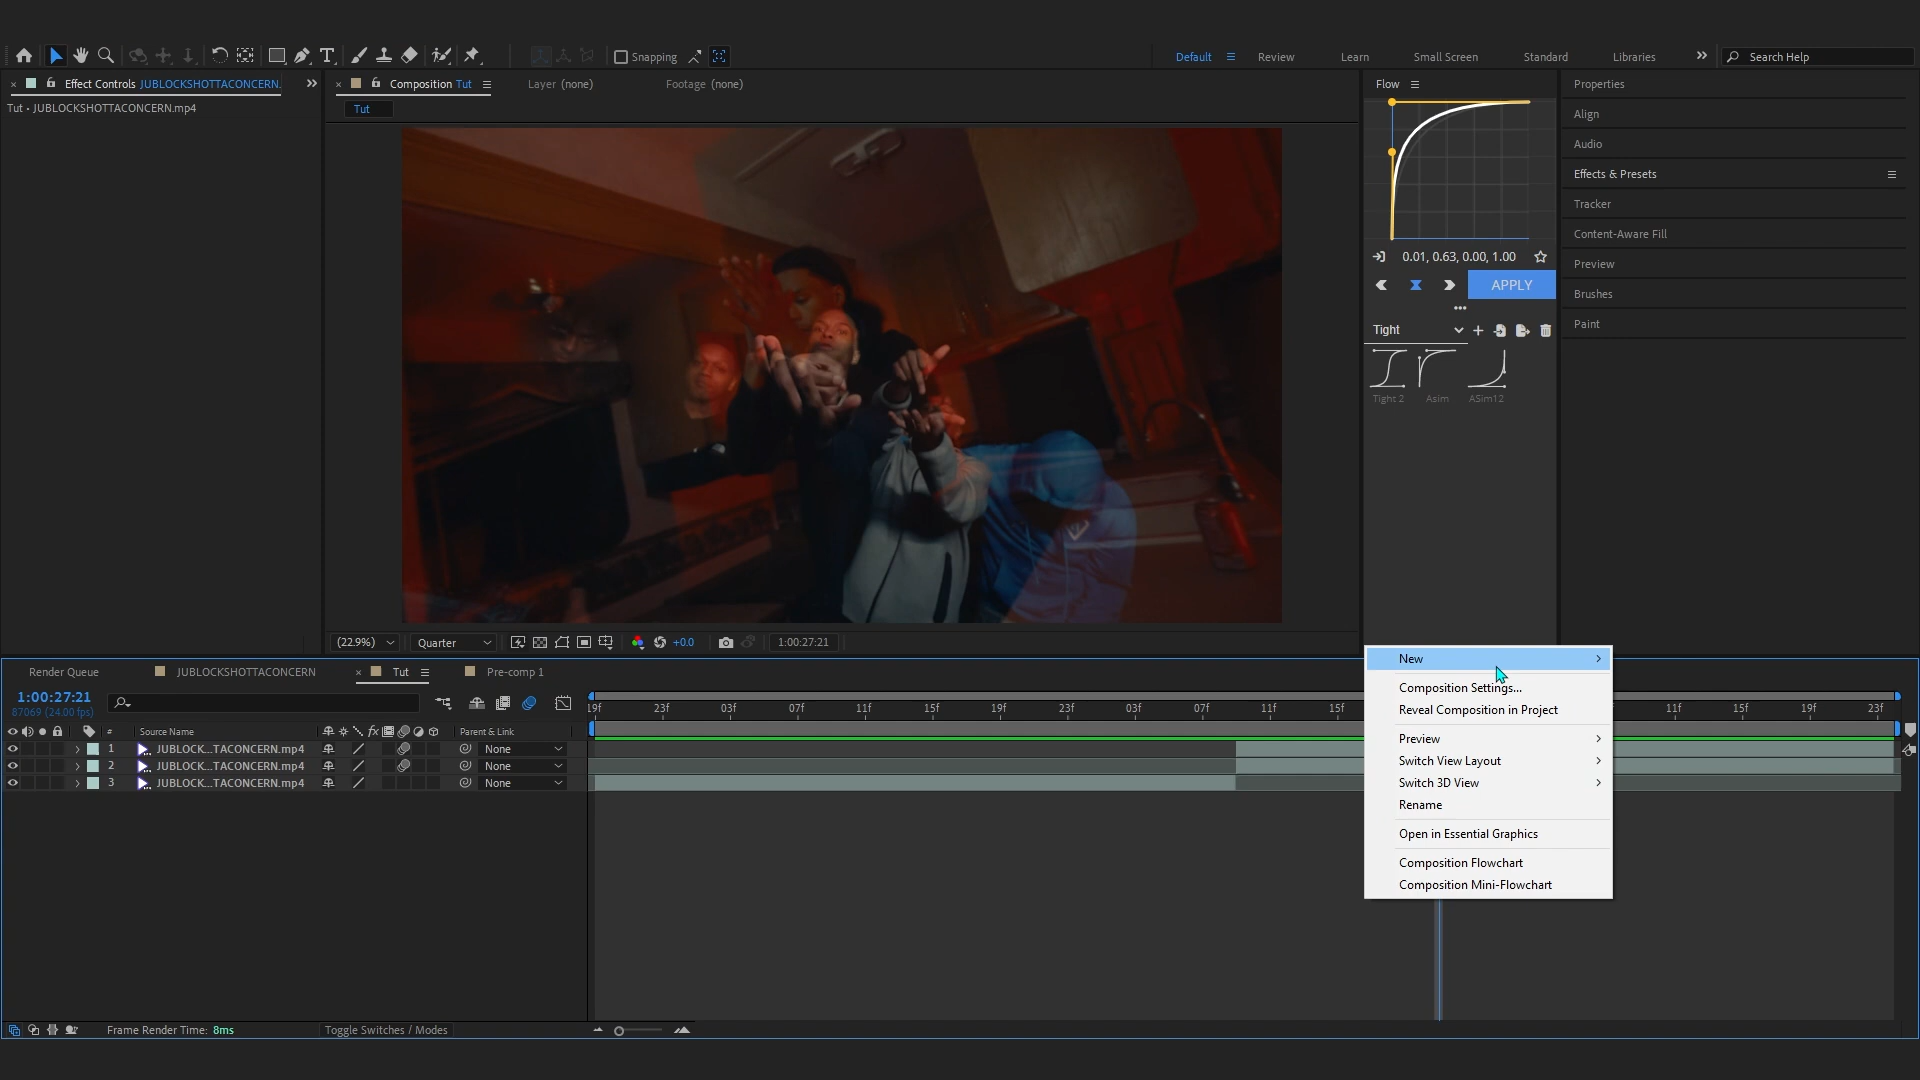 Snapping
Default
Review
Learn
Small Screen
Standard
Libraries
Search Help
Effect Controls JUBLOCKSHOTTACONCERN.
Composition Tut
Layer (none)
Footage (none)
Flow
Properties
Tut • JUBLOCKSHOTTACONCERN.mp4
Tut
Align
Audio
Effects & Presets
Tracker
Content-Aware Fill
0.01, 0.63, 0.00, 1.00
Preview
APPLY
Brushes
Tight
Paint
Tight 2
Asim
ASim12
(22.9%)
Quarter
+0.0
1:00:27:21
New
Composition Settings...
Reveal Composition in Project
Preview
Switch View Layout
Switch 3D View
Rename
Open in Essential Graphics
Composition Flowchart
Composition Mini-Flowchart
Render Queue
JUBLOCKSHOTTACONCERN
Tut
Pre-comp 1
1:00:27:21
87069 (24.00 fps)
19f 23f 03f 07f 11f 15f 19f 23f 03f 07f 11f 15f 11f 15f 19f 23f
# Source Name
fx
Parent & Link
1 JUBLOCK...TACONCERN.mp4 None
2 JUBLOCK...TACONCERN.mp4 None
3 JUBLOCK...TACONCERN.mp4 None
Frame Render Time: 8ms
Toggle Switches / Modes